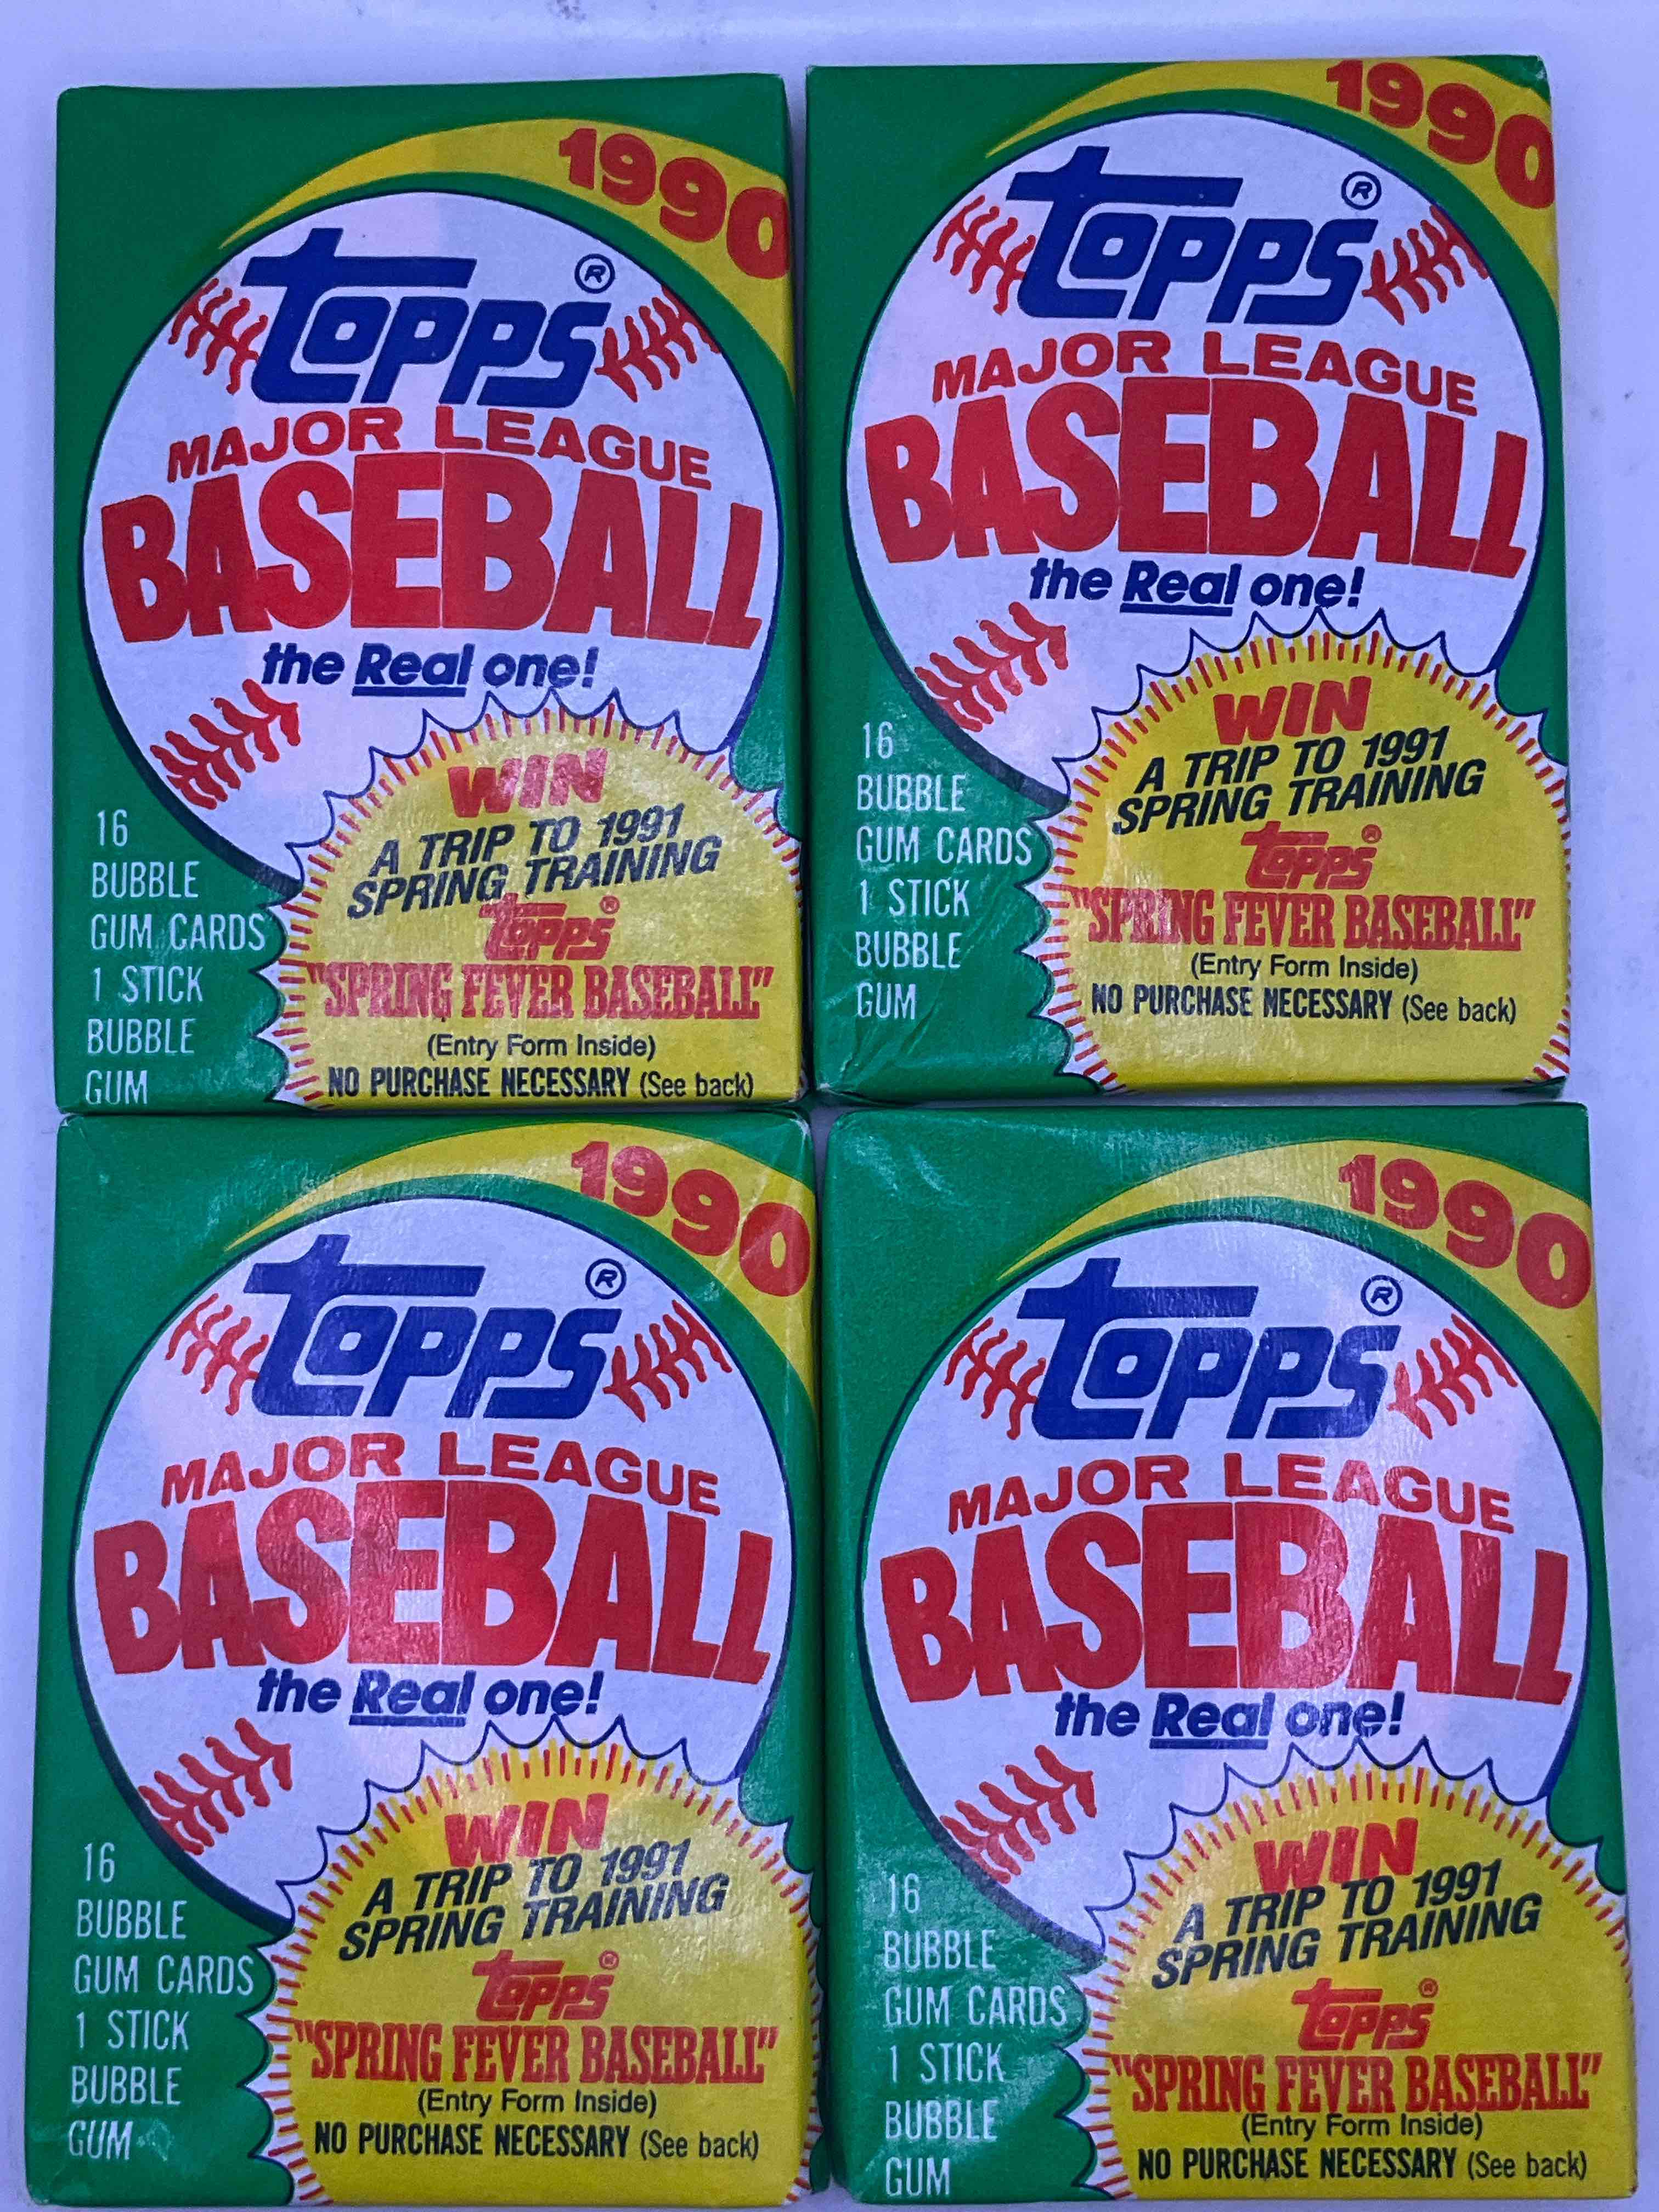 1990
topps®
MAJOR LEAGUE
BASEBALL
the Real one!
16
BUBBLE
GUM CARDS
1 STICK
BUBBLE
GUM
WIN
A TRIP TO 1991
SPRING TRAINING
topps®
"SPRING FEVER BASEBALL"
(Entry Form Inside)
NO PURCHASE NECESSARY (See back)
1990
topps®
MAJOR LEAGUE
BASEBALL
the Real one!
16
BUBBLE
GUM CARDS
1 STICK
BUBBLE
GUM
WIN
A TRIP TO 1991
SPRING TRAINING
topps®
"SPRING FEVER BASEBALL"
(Entry Form Inside)
NO PURCHASE NECESSARY (See back)
1990
topps®
MAJOR LEAGUE
BASEBALL
the Real one!
16
BUBBLE
GUM CARDS
1 STICK
BUBBLE
GUM
WIN
A TRIP TO 1991
SPRING TRAINING
topps®
"SPRING FEVER BASEBALL"
(Entry Form Inside)
NO PURCHASE NECESSARY (See back)
1990
topps®
MAJOR LEAGUE
BASEBALL
the Real one!
16
BUBBLE
GUM CARDS
1 STICK
BUBBLE
GUM
WIN
A TRIP TO 1991
SPRING TRAINING
topps®
"SPRING FEVER BASEBALL"
(Entry Form Inside)
NO PURCHASE NECESSARY (See back)